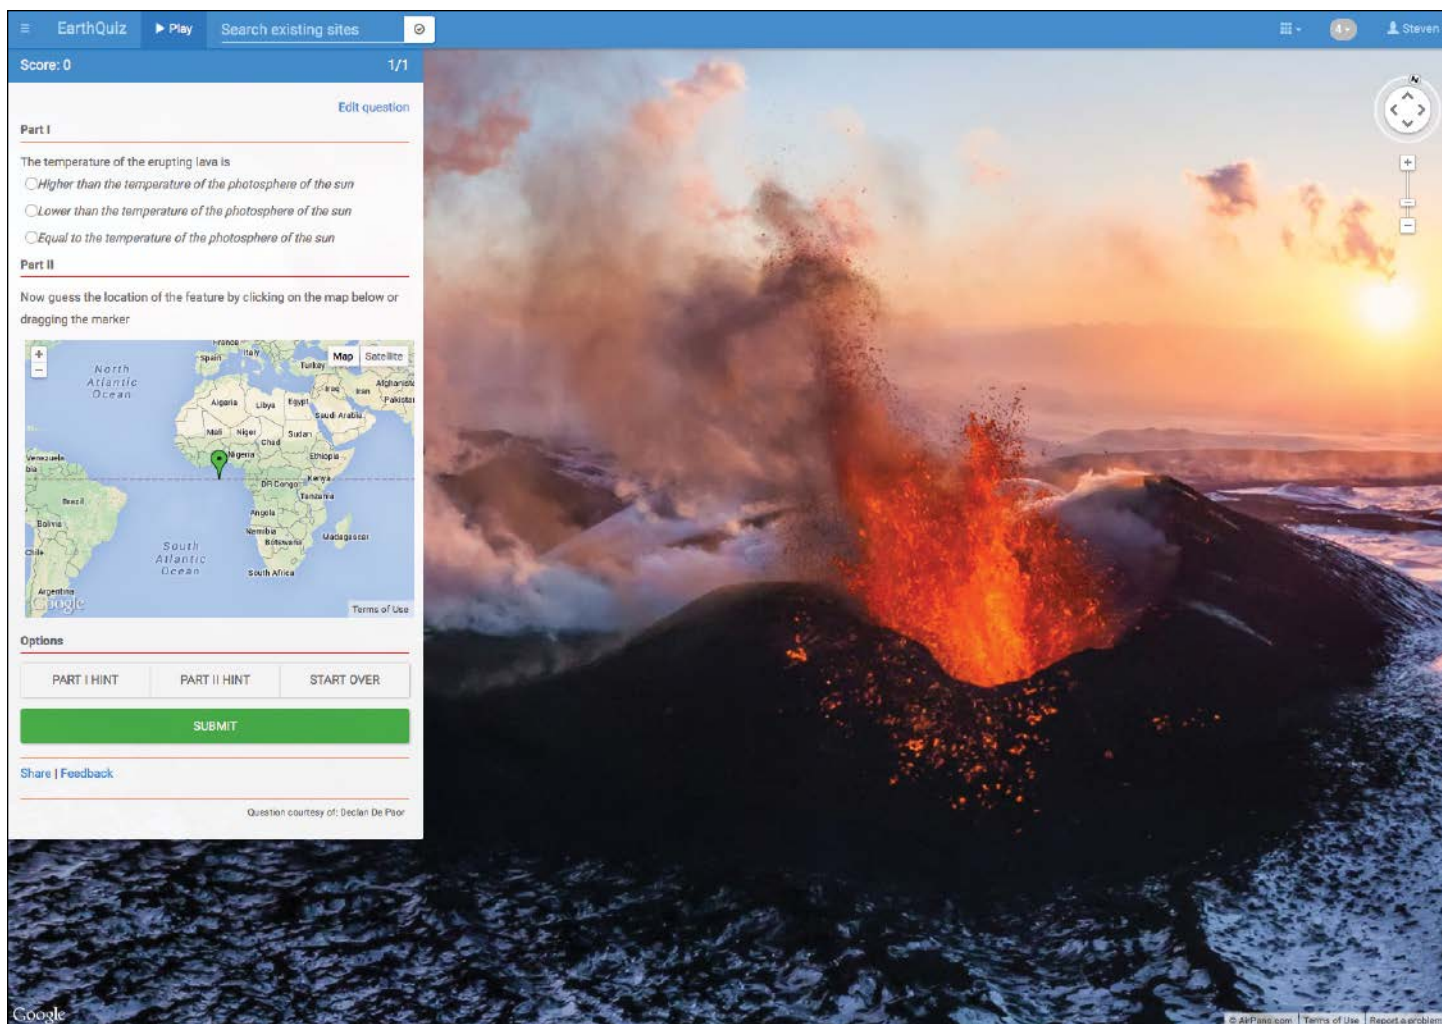 EarthQuiz
Play
Search existing sites
4
Steven
Score: 0
1/1
Edit question
Part I
The temperature of the erupting lava is
Higher than the temperature of the photosphere of the sun
Lower than the temperature of the photosphere of the sun
Equal to the temperature of the photosphere of the sun
Part II
Now guess the location of the feature by clicking on the map below or
dragging the marker
+
−
Map
Satellite
France
Spain
Italy
Turkey
North
Atlantic
Ocean
Iraq
Iran
Afghanist
Pakistan
Algeria
Libya
Egypt
Saudi Arabia
Mali
Niger
Chad
Sudan
Nigeria
Ethiopia
Venezuela
bia
DR Congo
Kenya
Tanzania
Brazil
Angola
Bolivia
Namibia
Botswana
Madagascar
Chile
South
Atlantic
Ocean
South Africa
Argentina
Google
Terms of Use
Options
PART I HINT
PART II HINT
START OVER
SUBMIT
Share | Feedback
Question courtesy of: Declan De Paor
N
+
−
Google
© AirPano.com
Terms of Use
Report a problem